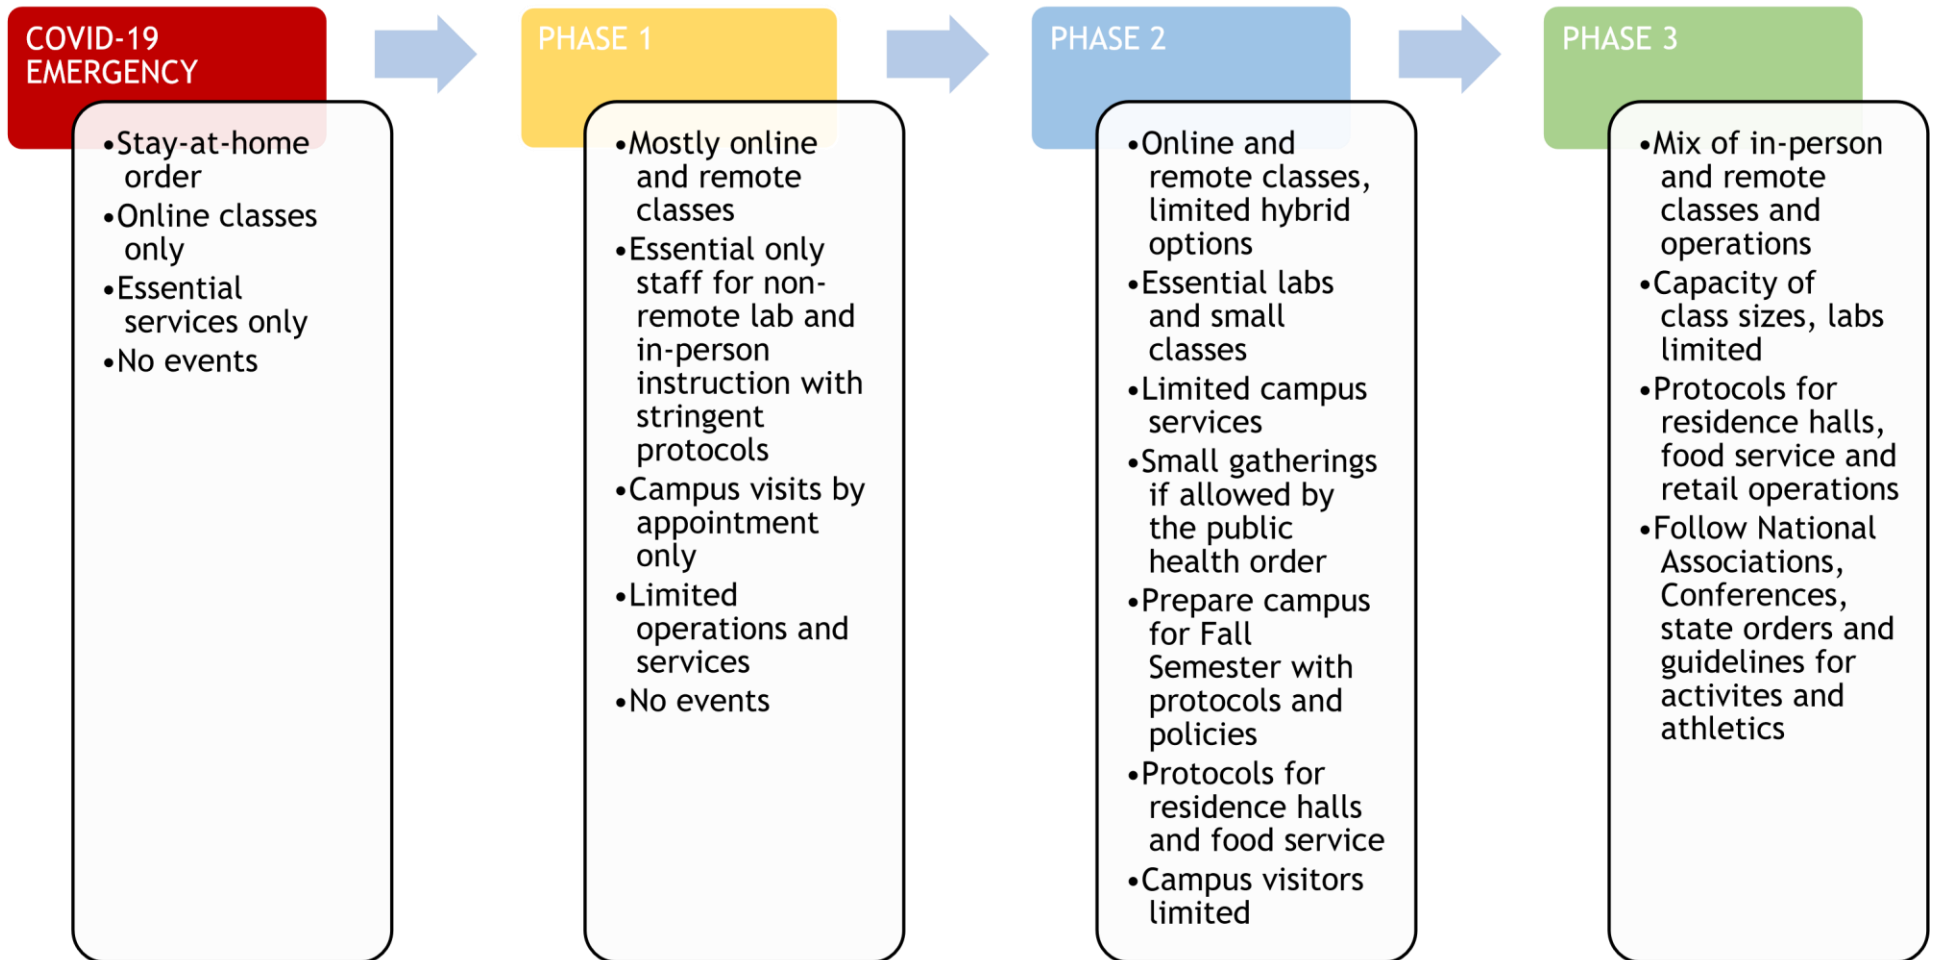 COVID-19
EMERGENCY
•Stay-at-home
order
•Online classes
only
•Essential
services only
•No events
PHASE 1
•Mostly online
and remote
classes
•Essential only
staff for non-
remote lab and
in-person
instruction with
stringent
protocols
•Campus visits by
appointment
only
•Limited
operations and
services
•No events
PHASE 2
•Online and
remote classes,
limited hybrid
options
•Essential labs
and small
classes
•Limited campus
services
•Small gatherings
if allowed by
the public
health order
•Prepare campus
for Fall
Semester with
protocols and
policies
•Protocols for
residence halls
and food service
•Campus visitors
limited
PHASE 3
•Mix of in-person
and remote
classes and
operations
•Capacity of
class sizes, labs
limited
•Protocols for
residence halls,
food service and
retail operations
•Follow National
Associations,
Conferences,
state orders and
guidelines for
activites and
athletics